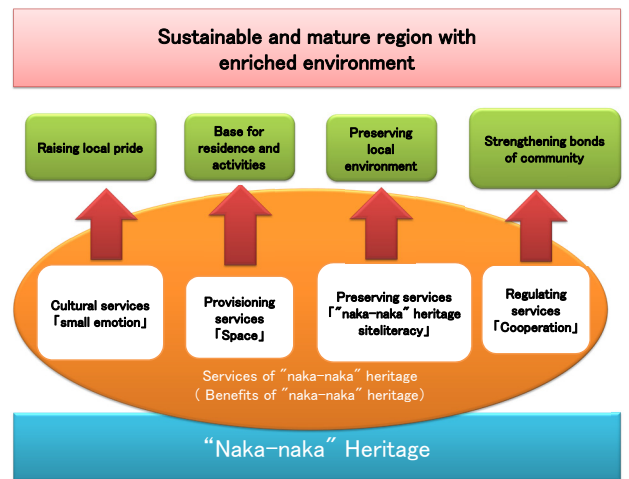 Sustainable and mature region with
enriched environment
Raising local pride
Base for
residence and
activities
Preserving
local
environment
Strengthening bonds
of community
Cultural services
「small emotion」
Provisioning
services
「Space」
Preserving services
「"naka-naka" heritage
siteliteracy」
Regulating
services
「Cooperation」
Services of "naka-naka" heritage
( Benefits of "naka-naka" heritage)
“Naka-naka" Heritage